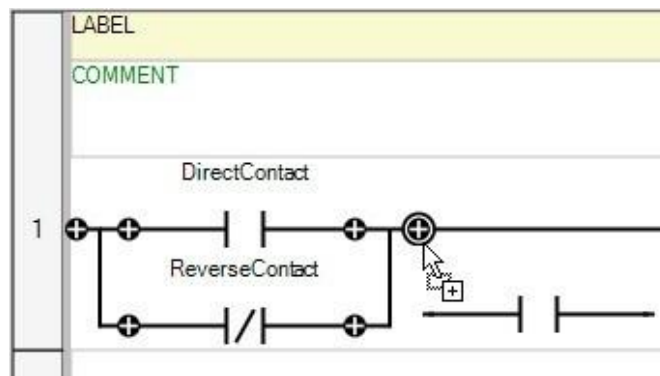 LABEL
COMMENT
DirectContact
1
ReverseContact